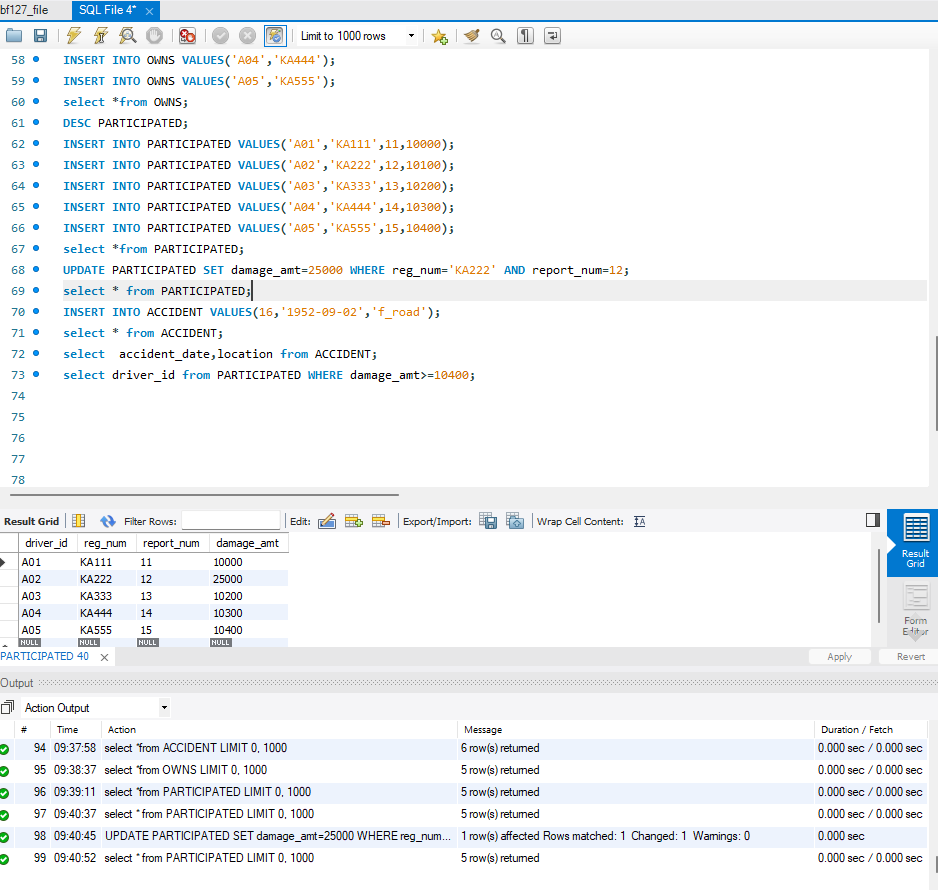 bf127_file SQL File 4*
Limit to 1000 rows
58 INSERT INTO OWNS VALUES('A04','KA444');
59 INSERT INTO OWNS VALUES('A05','KA555');
60 select *from OWNS;
61 DESC PARTICIPATED;
62 INSERT INTO PARTICIPATED VALUES('A01','KA111',11,10000);
63 INSERT INTO PARTICIPATED VALUES('A02','KA222',12,10100);
64 INSERT INTO PARTICIPATED VALUES('A03','KA333',13,10200);
65 INSERT INTO PARTICIPATED VALUES('A04','KA444',14,10300);
66 INSERT INTO PARTICIPATED VALUES('A05','KA555',15,10400);
67 select *from PARTICIPATED;
68 UPDATE PARTICIPATED SET damage_amt=25000 WHERE reg_num='KA222' AND report_num=12;
69 select * from PARTICIPATED;
70 INSERT INTO ACCIDENT VALUES(16,'1952-09-02','f_road');
71 select * from ACCIDENT;
72 select  accident_date,location from ACCIDENT;
73 select driver_id from PARTICIPATED WHERE damage_amt>=10400;
74
75
76
77
78
Result Grid Filter Rows: Edit: Export/Import: Wrap Cell Content:
driver_id reg_num report_num damage_amt
A01 KA111 11 10000
A02 KA222 12 25000
A03 KA333 13 10200
A04 KA444 14 10300
A05 KA555 15 10400
NULL NULL NULL NULL
Result
Grid
Form
Editor
PARTICIPATED 40 Apply Revert
Output
Action Output
# Time Action Message Duration / Fetch
94 09:37:58 select *from ACCIDENT LIMIT 0, 1000 6 row(s) returned 0.000 sec / 0.000 sec
95 09:38:37 select *from OWNS LIMIT 0, 1000 5 row(s) returned 0.000 sec / 0.000 sec
96 09:39:11 select *from PARTICIPATED LIMIT 0, 1000 5 row(s) returned 0.000 sec / 0.000 sec
97 09:40:37 select * from PARTICIPATED LIMIT 0, 1000 5 row(s) returned 0.000 sec / 0.000 sec
98 09:40:45 UPDATE PARTICIPATED SET damage_amt=25000 WHERE reg_num... 1 row(s) affected Rows matched: 1 Changed: 1 Warnings: 0 0.000 sec
99 09:40:52 select * from PARTICIPATED LIMIT 0, 1000 5 row(s) returned 0.000 sec / 0.000 sec